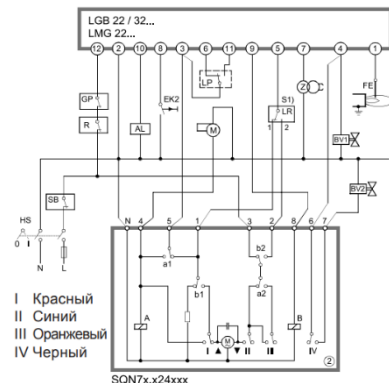 LGB 22 / 32...
LMG 22...
12 2 10 8 3 6 11 9 5 7 4 1
GP
R
AL
EK2
LP
M
S1)
LR
1 2
Z
FE
BV1
BV2
SB
HS
0 I
N L
N 4 5 1 3 2 8 6 7
a1
b2
b1
a2
A
B
I M II III IV
2
I Красный
II Синий
III Оранжевый
IV Черный
SQN7x.x24xxx